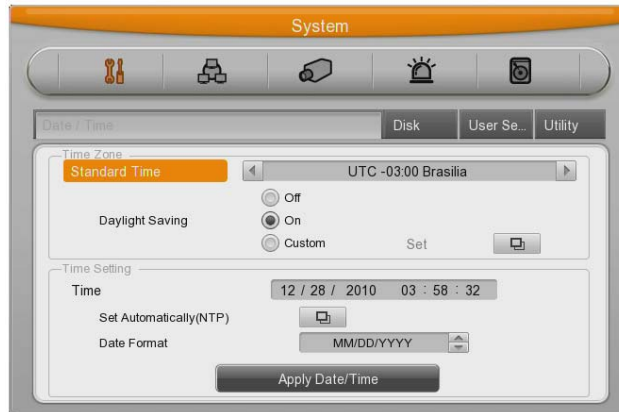 System
Date / Time Disk User Se... Utility
Time Zone
Standard Time UTC -03:00 Brasilia
Off
Daylight Saving On
Custom Set
Time Setting
Time 12 / 28 / 2010 03 : 58 : 32
Set Automatically(NTP)
Date Format MM/DD/YYYY
Apply Date/Time